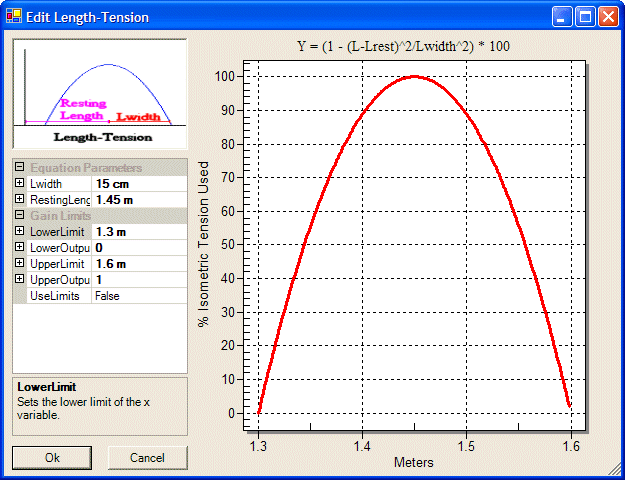 Edit Length-Tension
Resting
Length
Lwidth
Length-Tension
Equation Parameters
Lwidth 15 cm
RestingLeng 1.45 m
Gain Limits
LowerLimit 1.3 m
LowerOutpu 0
UpperLimit 1.6 m
UpperOutpu 1
UseLimits False
LowerLimit
Sets the lower limit of the x
variable.
Ok Cancel
Y = (1 - (L-Lrest)^2/Lwidth^2) * 100
% Isometric Tension Used
100
90
80
70
60
50
40
30
20
10
0
1.3 1.4 1.5 1.6
Meters